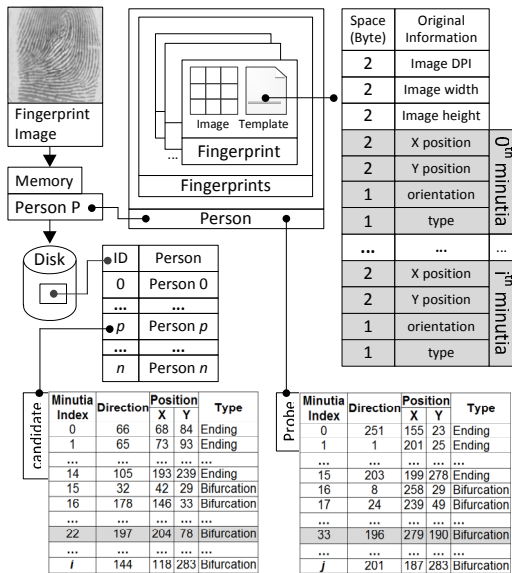 Fingerprint
Image
Memory
Person P
Disk
Image Template
...
Fingerprint
Fingerprints
Person
ID Person
0 Person 0
... ...
p Person p
... ...
n Person n
Space (Byte) Original Information
2 Image DPI
2 Image width
2 Image height
2 X position
2 Y position
1 orientation
1 type
0th minutia
... ... ...
2 X position
2 Y position
1 orientation
1 type
ith minutia
candidate
Minutia Index Direction Position X Y Type
0 66 68 84 Ending
1 65 73 93 Ending
... ... ... ... ...
14 105 193 239 Ending
15 32 42 29 Bifurcation
16 178 146 33 Bifurcation
... ... ... ... ...
22 197 204 78 Bifurcation
... ... ... ... ...
i 144 118 283 Bifurcation
Probe
Minutia Index Direction Position X Y Type
0 251 155 23 Ending
1 1 201 25 Ending
... ... ... ... ...
15 203 199 278 Ending
16 8 258 29 Bifurcation
17 24 239 49 Bifurcation
... ... ... ... ...
33 196 279 190 Bifurcation
... ... ... ... ...
j 201 187 283 Bifurcation